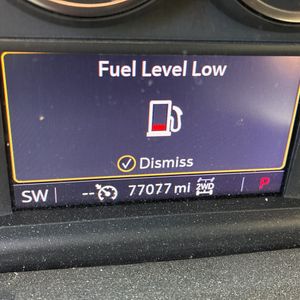 Fuel Level Low
Dismiss
SW -- 77077 mi 2WD P